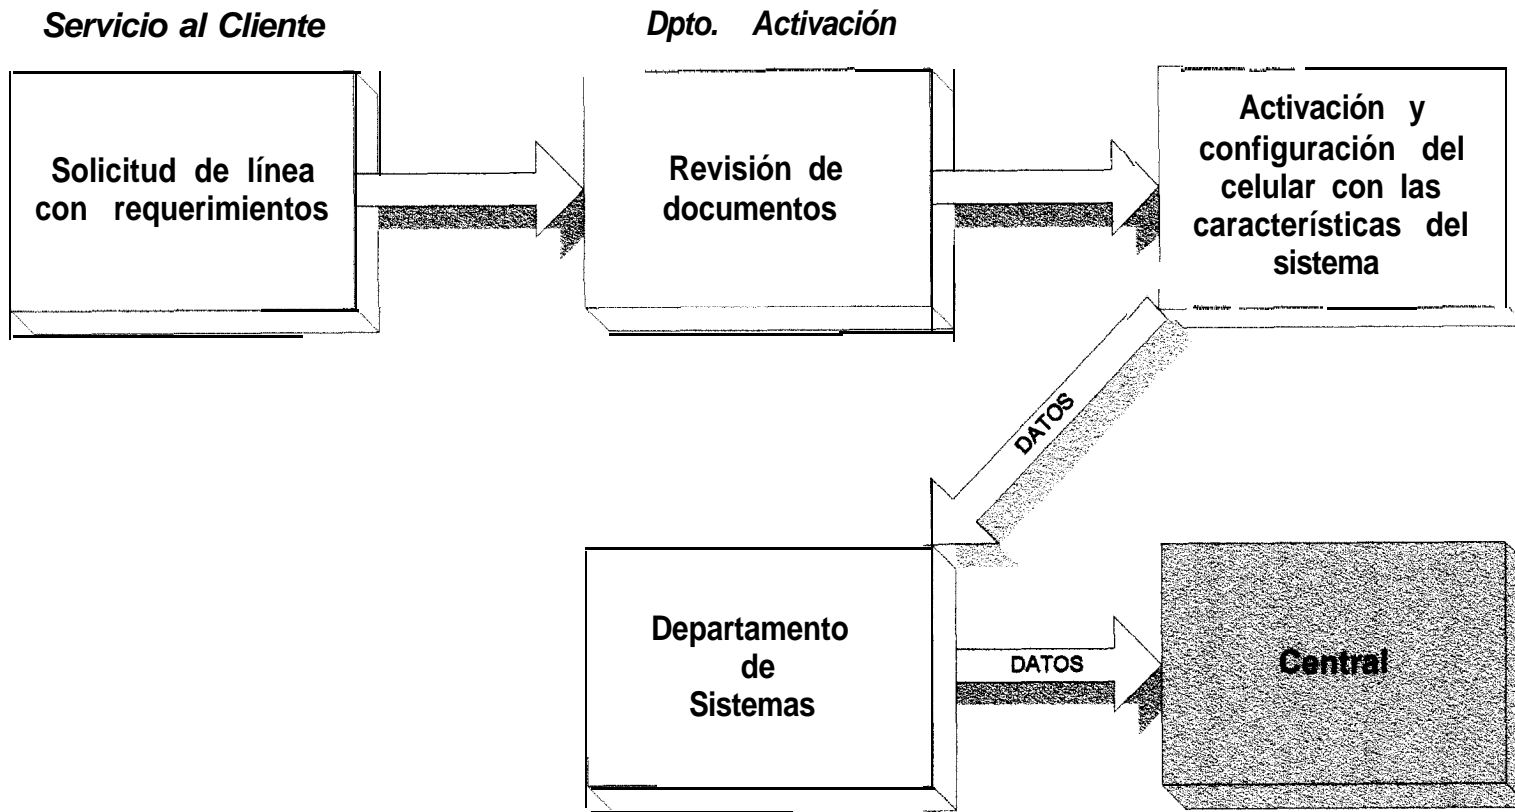 Servicio al Cliente
Dpto. Activación
Solicitud de línea
con requerimientos
Revisión de
documentos
Activación y
configuración del
celular con las
características del
sistema
DATOS
Departamento
de
Sistemas
DATOS
Central